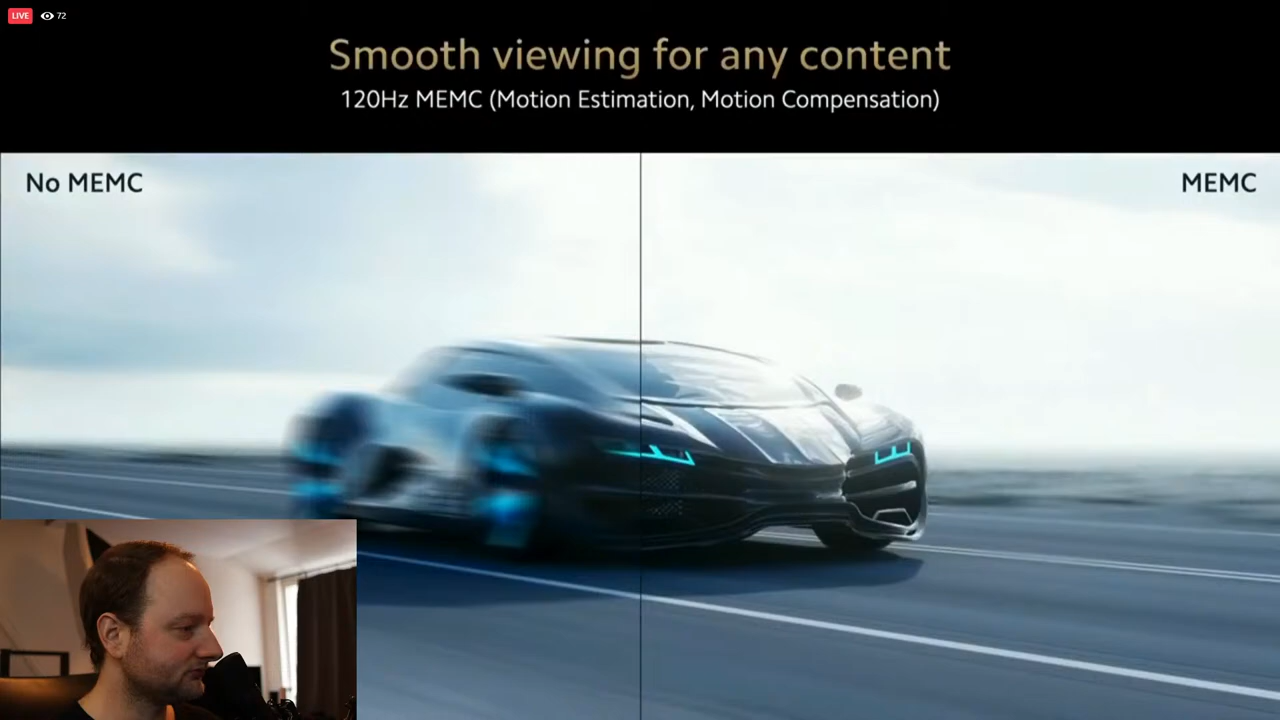 LIVE 72
Smooth viewing for any content
120Hz MEMC (Motion Estimation, Motion Compensation)
No MEMC
MEMC